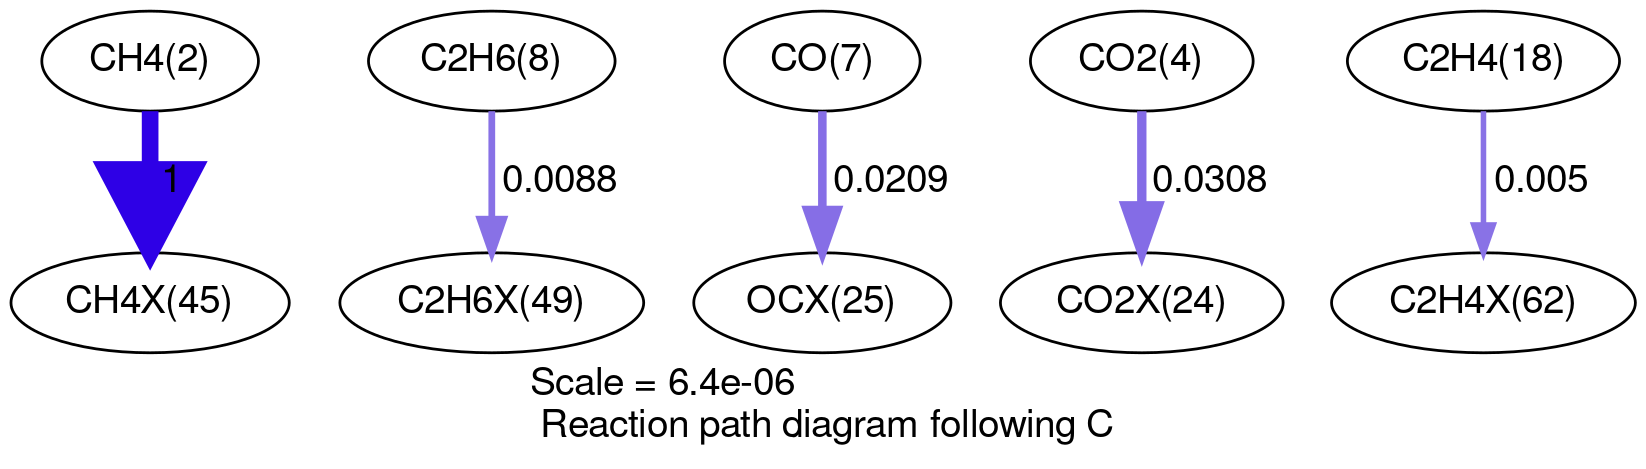 CH4(2)
C2H6(8)
CO(7)
CO2(4)
C2H4(18)
1
0.0088
0.0209
0.0308
0.005
CH4X(45)
C2H6X(49)
OCX(25)
CO2X(24)
C2H4X(62)
Scale = 6.4e-06
Reaction path diagram following C